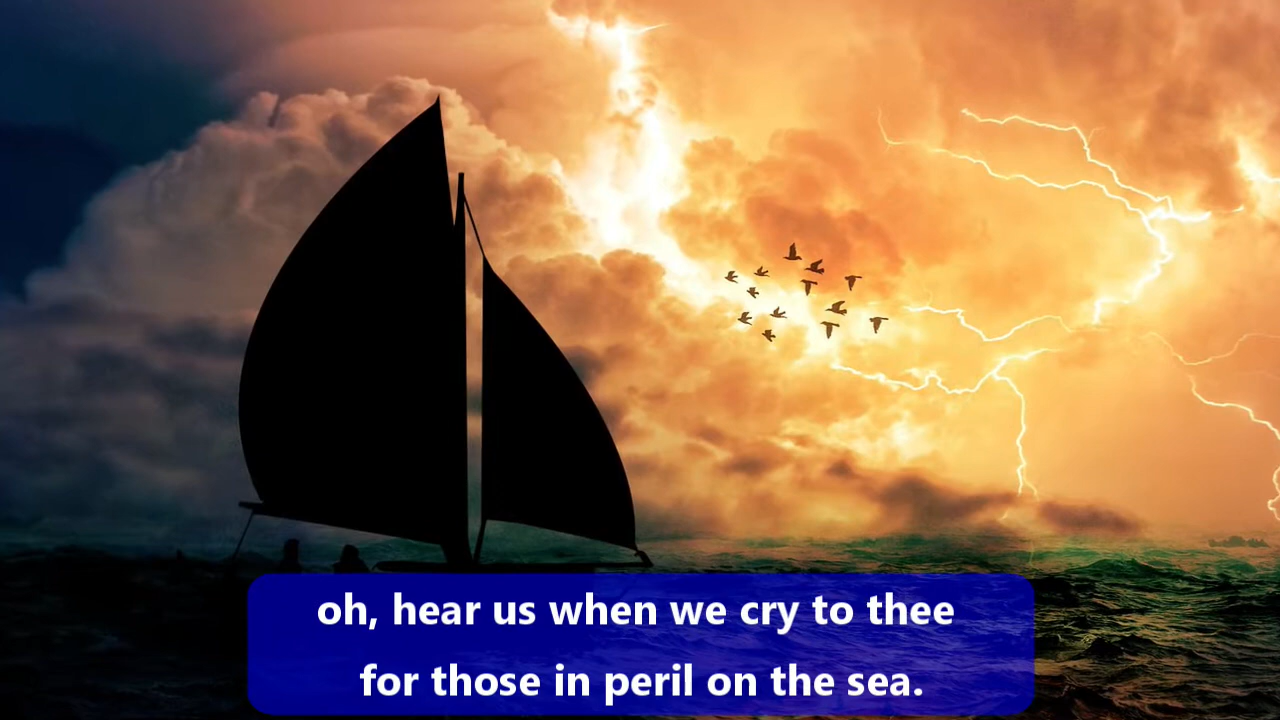 oh, hear us when we cry to thee
for those in peril on the sea.